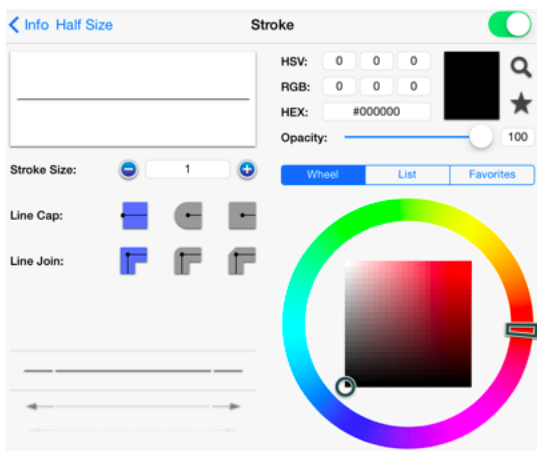 Info Half Size Stroke
HSV: 0 0 0
RGB: 0 0 0
HEX: #000000
Opacity: 100
Stroke Size: 1
Wheel List Favorites
Line Cap:
Line Join: